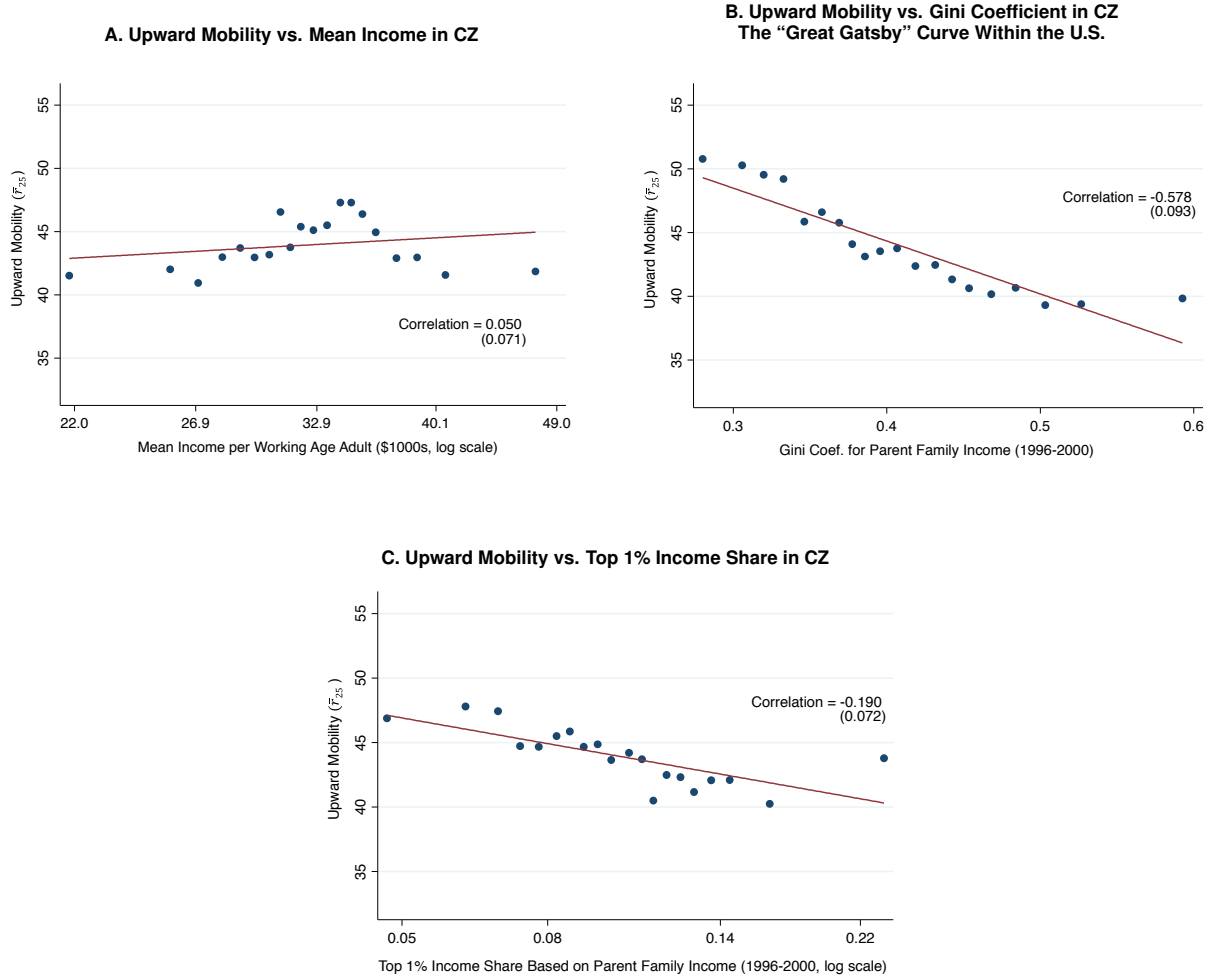 A. Upward Mobility vs. Mean Income in CZ
Upward Mobility (r̅25)
55
50
45
40
35
Correlation = 0.050
(0.071)
22.0 26.9 32.9 40.1 49.0
Mean Income per Working Age Adult ($1000s, log scale)
B. Upward Mobility vs. Gini Coefficient in CZ
The “Great Gatsby” Curve Within the U.S.
Upward Mobility (r̅25)
55
50
45
40
35
Correlation = -0.578
(0.093)
0.3 0.4 0.5 0.6
Gini Coef. for Parent Family Income (1996-2000)
C. Upward Mobility vs. Top 1% Income Share in CZ
Upward Mobility (r̅25 )
55
50
45
40
35
Correlation = -0.190
(0.072)
0.05 0.08 0.14 0.22
Top 1% Income Share Based on Parent Family Income (1996-2000, log scale)